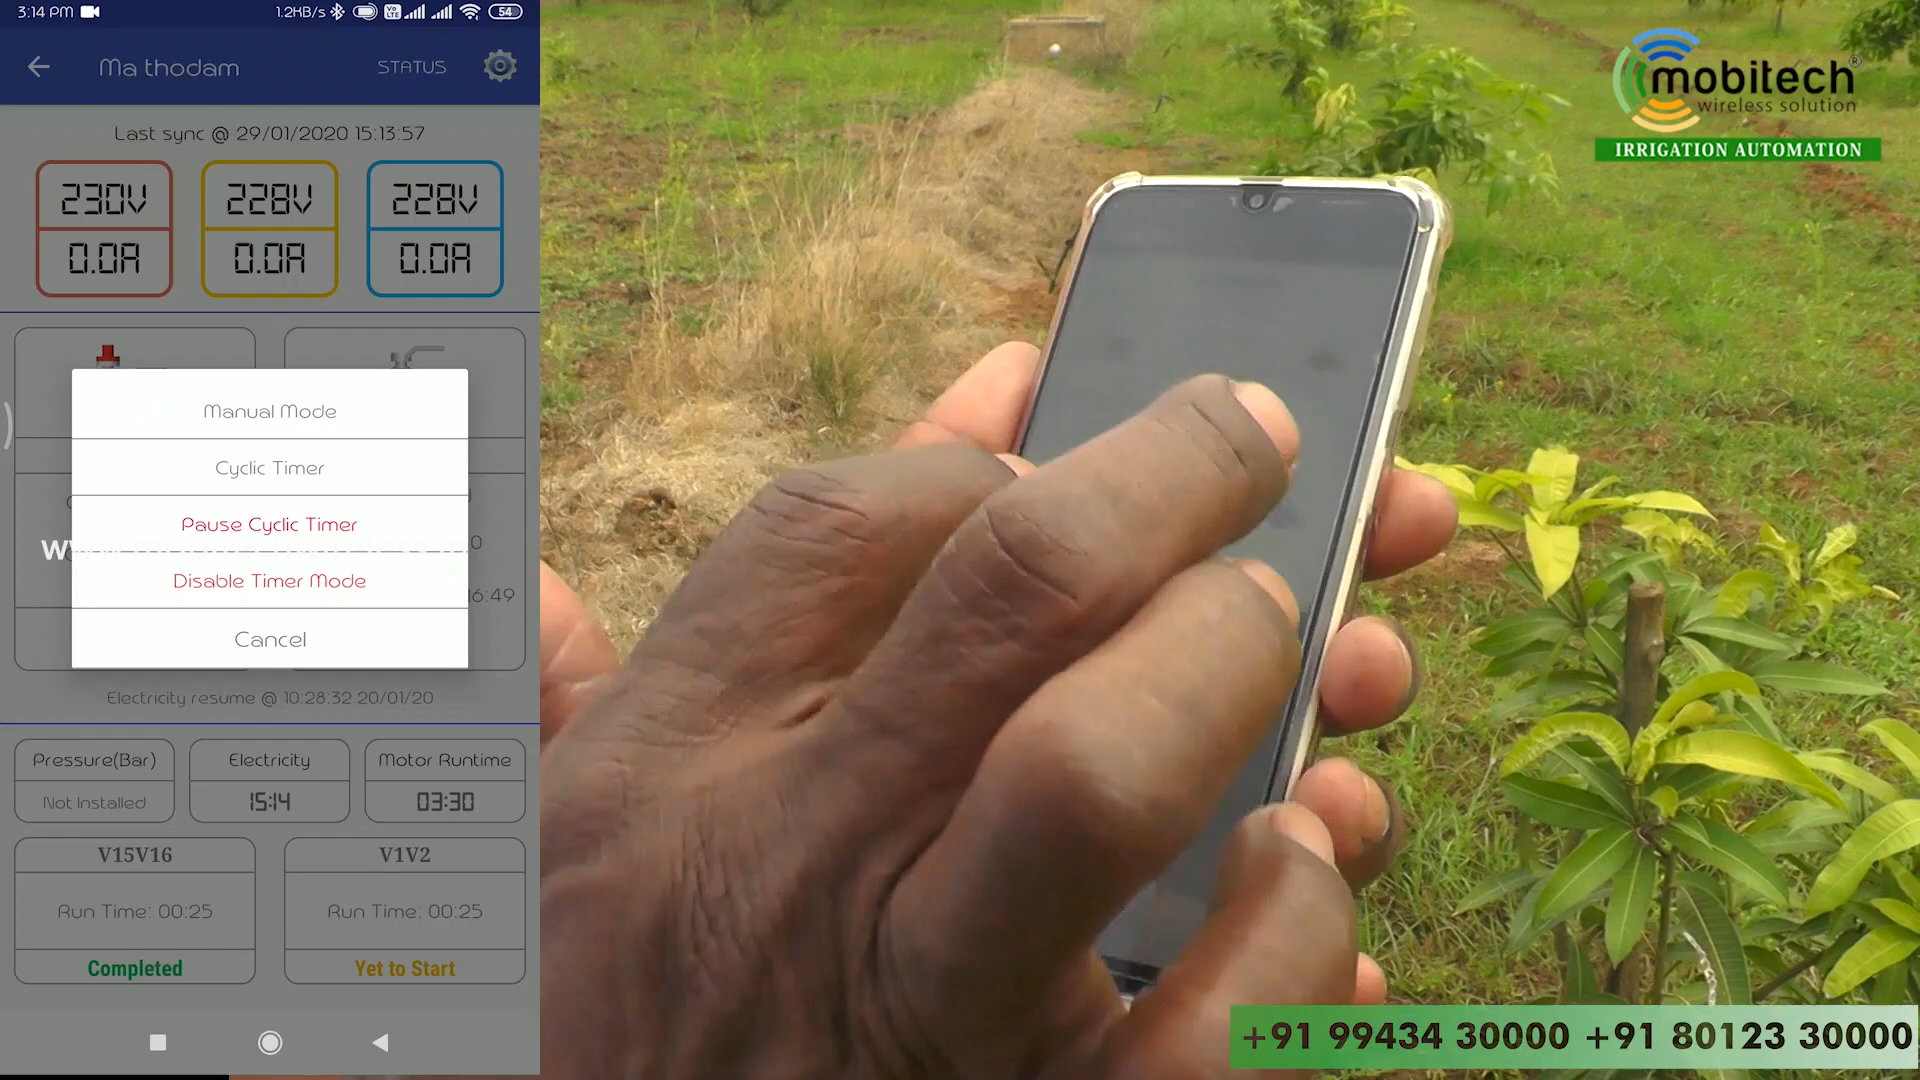 3:14 PM
1.2KB/s
Vo LTE
54
Ma thodam
STATUS
Last sync @ 29/01/2020 15:13:57
230V
228V
228V
0.0A
0.0A
0.0A
Manual Mode
Cyclic Timer
Pause Cyclic Timer
Disable Timer Mode
Cancel
6:49
Electricity resume @ 10:28:32 20/01/20
Pressure(Bar)
Electricity
Motor Runtime
Not Installed
15:14
03:30
V15V16
V1V2
Run Time: 00:25
Run Time: 00:25
Completed
Yet to Start
mobitech®
wireless solution
IRRIGATION AUTOMATION
+91 99434 30000 +91 80123 30000